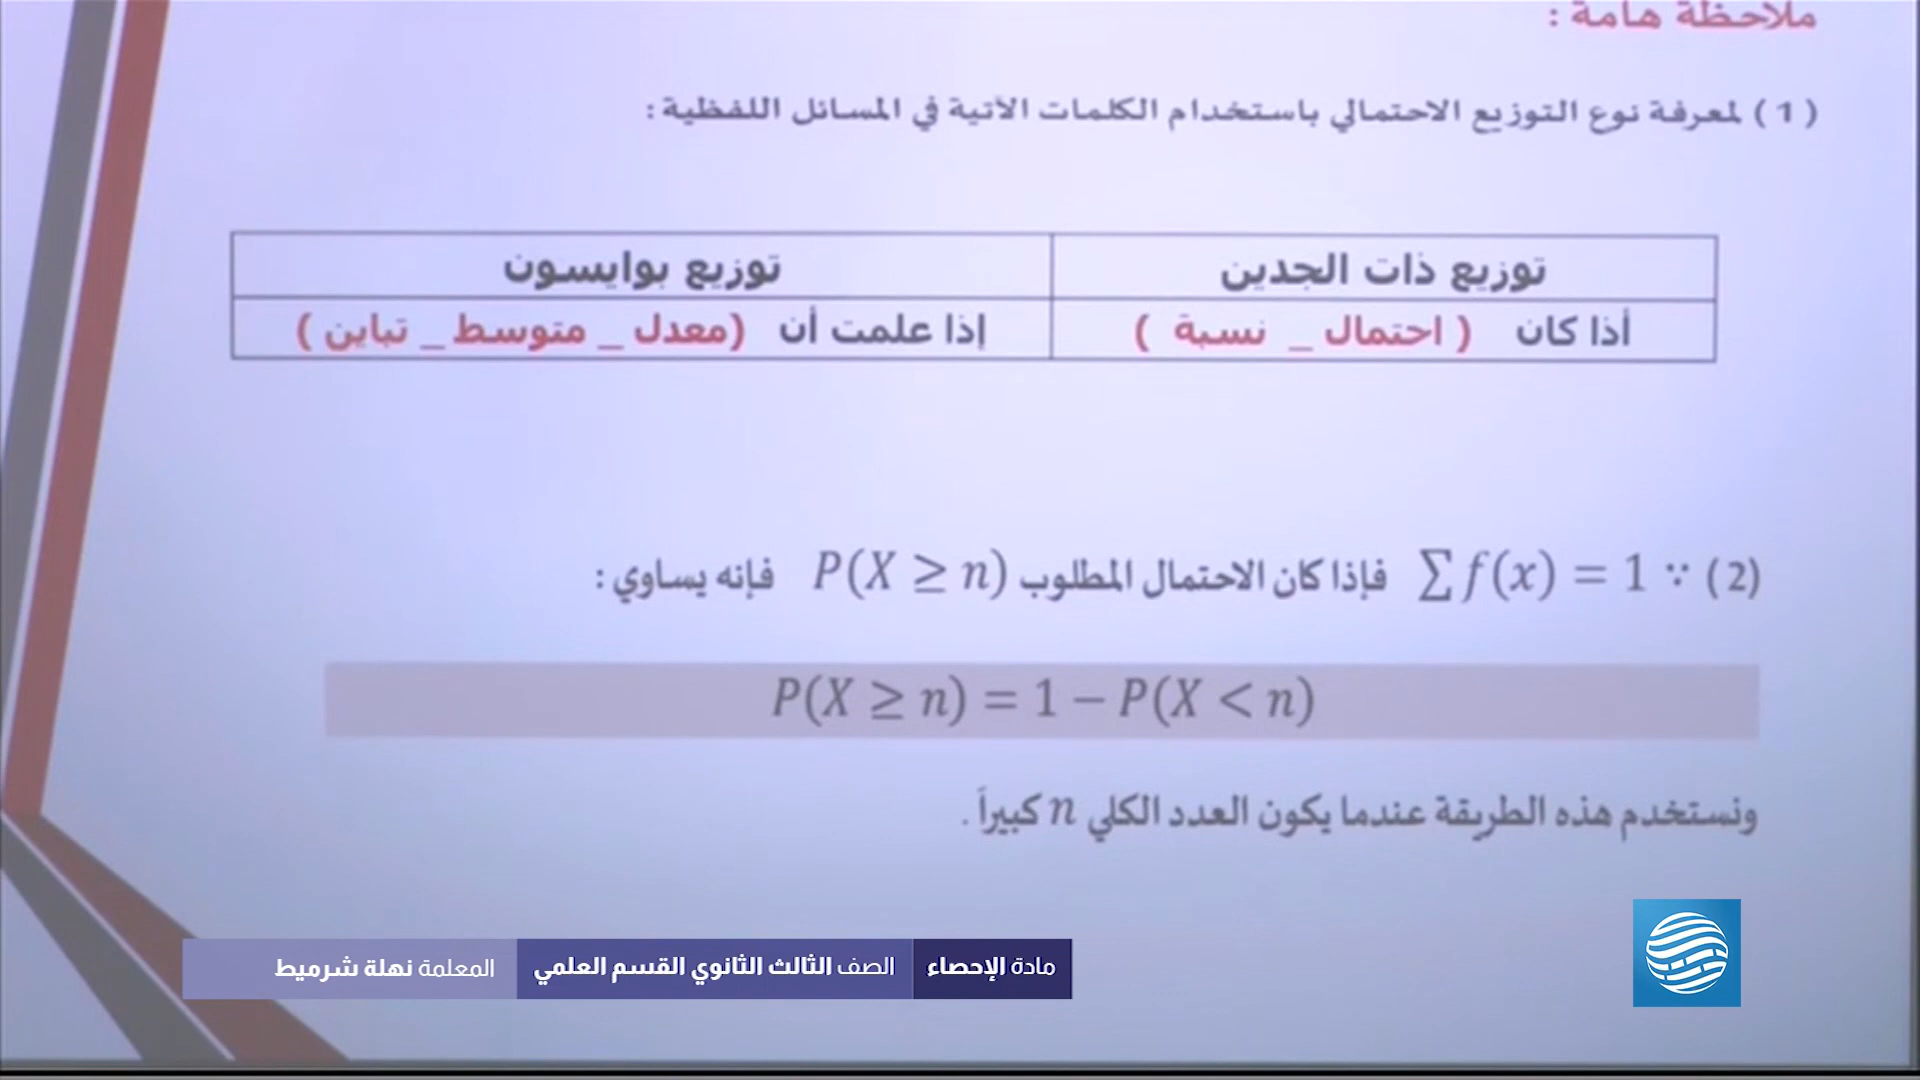 ملاحظة هامة :
( 1 ) لمعرفة نوع التوزيع الاحتمالي باستخدام الكلمات الآتية في المسائل اللفظية :
توزيع ذات الجدين
توزيع بوايسون
أذا كان ( احتمال _ نسبة )
إذا علمت أن (معدل _ متوسط _ تباين )
(2) ∵ ∑ f(x) = 1 فإذا كان الاحتمال المطلوب P(X ≥ n) فإنه يساوي :
P(X ≥ n) = 1 − P(X < n)
ونستخدم هذه الطريقة عندما يكون العدد الكلي n كبيراً .
مادة الإحصاء
الصف الثالث الثانوي القسم العلمي
المعلمة نهلة شرميط